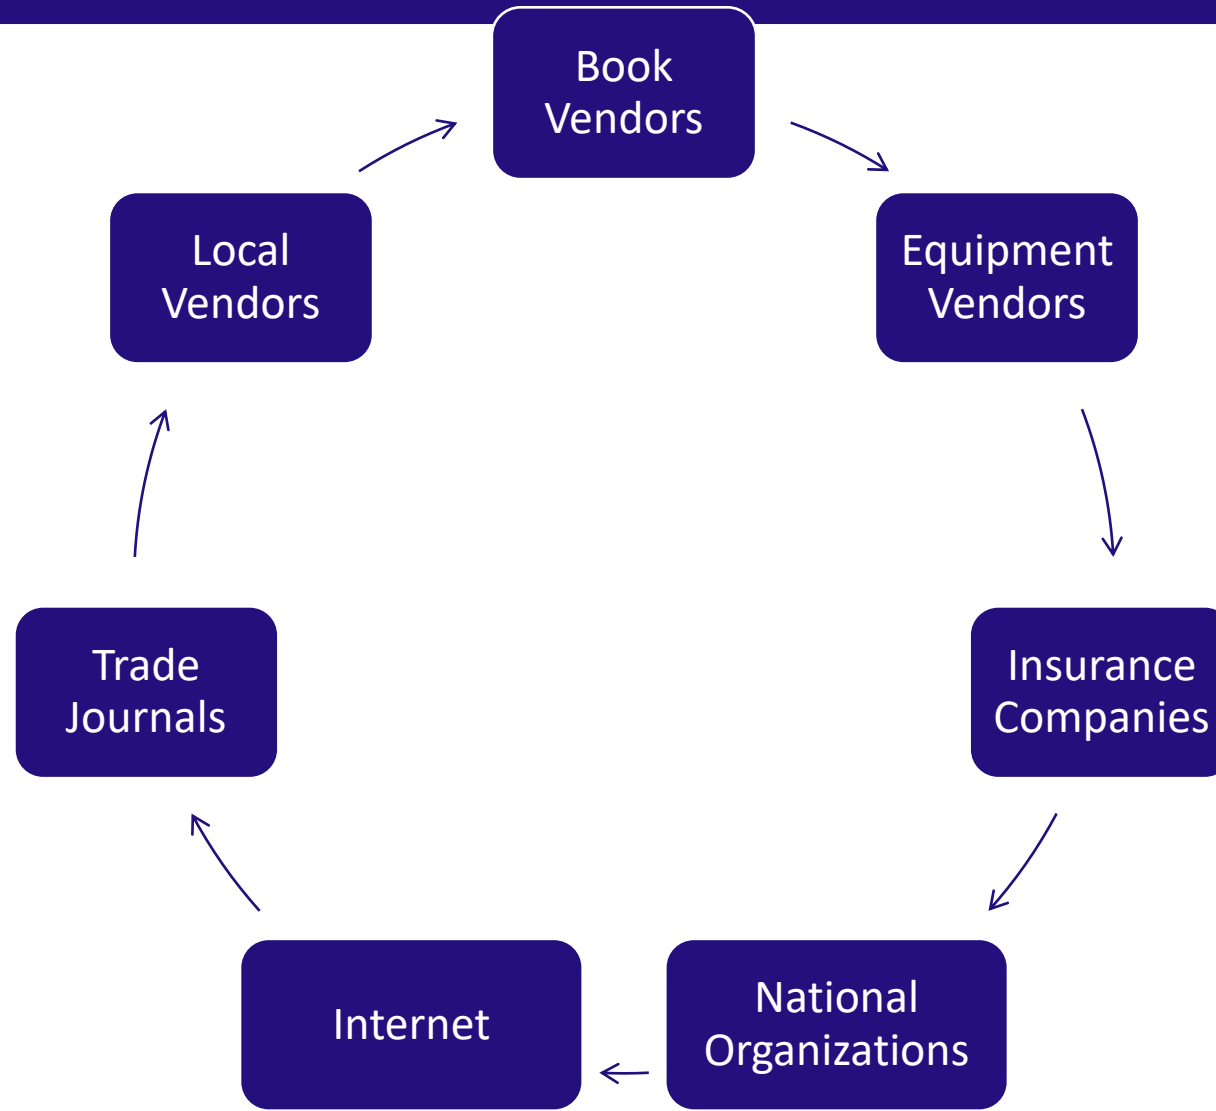 Book
Vendors
Equipment
Vendors
Insurance
Companies
National
Organizations
Internet
Trade
Journals
Local
Vendors